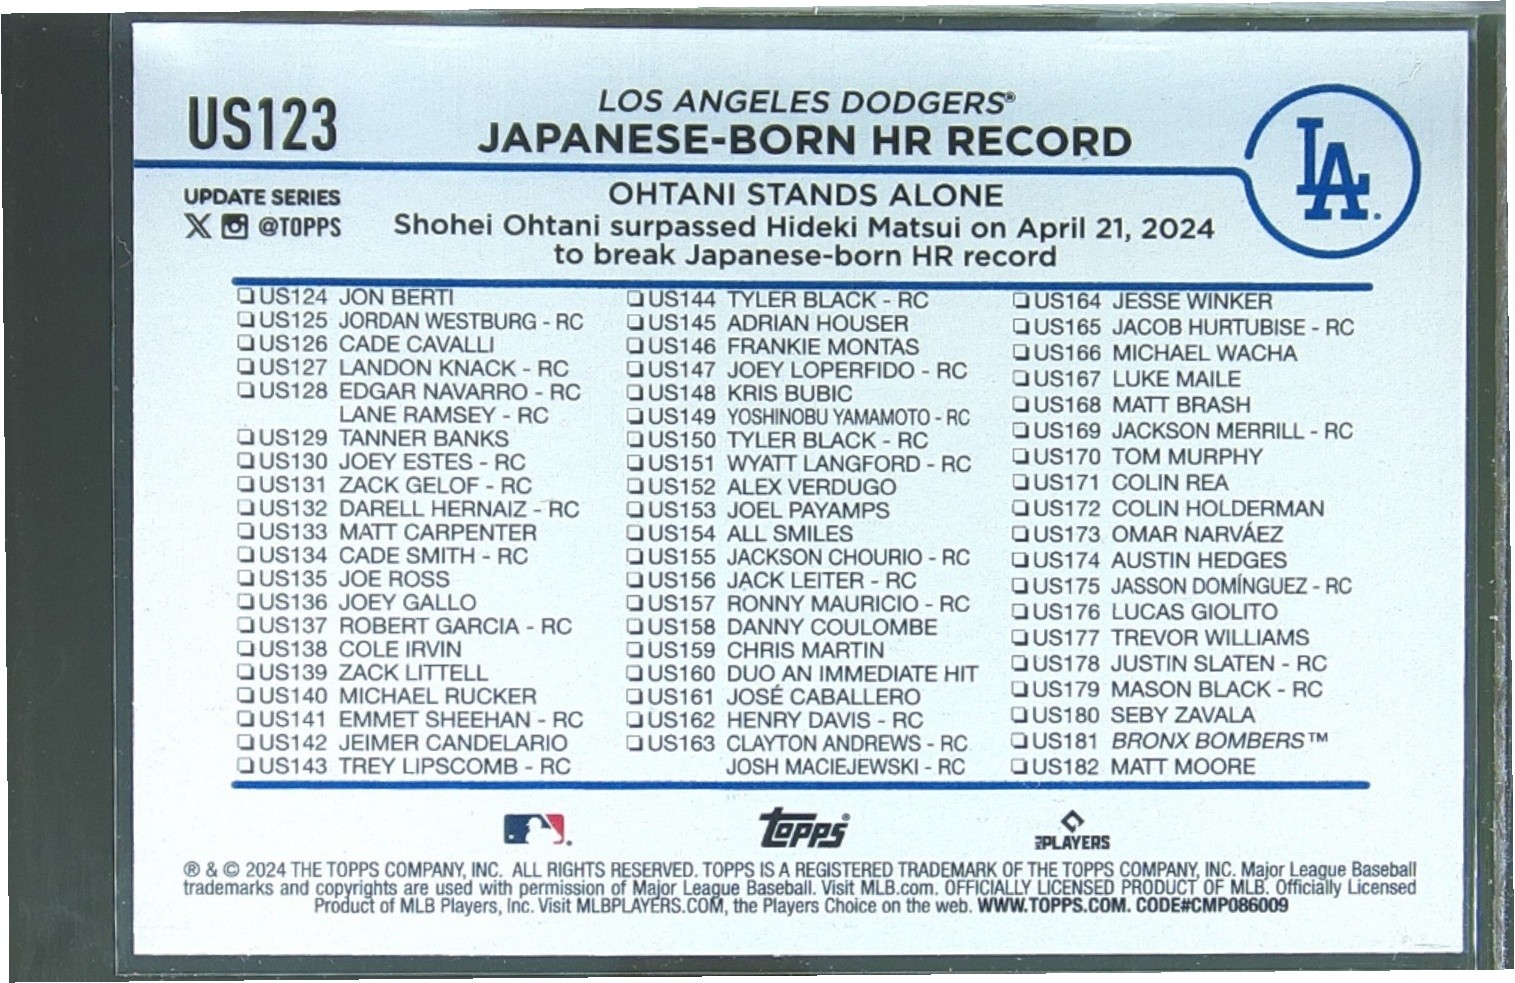 US123
LOS ANGELES DODGERS®
JAPANESE-BORN HR RECORD
LA
UPDATE SERIES
@TOPPS
OHTANI STANDS ALONE
Shohei Ohtani surpassed Hideki Matsui on April 21, 2024
to break Japanese-born HR record
US124 JON BERTI
US125 JORDAN WESTBURG - RC
US126 CADE CAVALLI
US127 LANDON KNACK - RC
US128 EDGAR NAVARRO - RC
LANE RAMSEY - RC
US129 TANNER BANKS
US130 JOEY ESTES - RC
US131 ZACK GELOF - RC
US132 DARELL HERNAIZ - RC
US133 MATT CARPENTER
US134 CADE SMITH - RC
US135 JOE ROSS
US136 JOEY GALLO
US137 ROBERT GARCIA - RC
US138 COLE IRVIN
US139 ZACK LITTELL
US140 MICHAEL RUCKER
US141 EMMET SHEEHAN - RC
US142 JEIMER CANDELARIO
US143 TREY LIPSCOMB - RC
US144 TYLER BLACK - RC
US145 ADRIAN HOUSER
US146 FRANKIE MONTAS
US147 JOEY LOPERFIDO - RC
US148 KRIS BUBIC
US149 YOSHINOBU YAMAMOTO - RC
US150 TYLER BLACK - RC
US151 WYATT LANGFORD - RC
US152 ALEX VERDUGO
US153 JOEL PAYAMPS
US154 ALL SMILES
US155 JACKSON CHOURIO - RC
US156 JACK LEITER - RC
US157 RONNY MAURICIO - RC
US158 DANNY COULOMBE
US159 CHRIS MARTIN
US160 DUO AN IMMEDIATE HIT
US161 JOSÉ CABALLERO
US162 HENRY DAVIS - RC
US163 CLAYTON ANDREWS - RC
JOSH MACIEJEWSKI - RC
US164 JESSE WINKER
US165 JACOB HURTUBISE - RC
US166 MICHAEL WACHA
US167 LUKE MAILE
US168 MATT BRASH
US169 JACKSON MERRILL - RC
US170 TOM MURPHY
US171 COLIN REA
US172 COLIN HOLDERMAN
US173 OMAR NARVÁEZ
US174 AUSTIN HEDGES
US175 JASSON DOMÍNGUEZ - RC
US176 LUCAS GIOLITO
US177 TREVOR WILLIAMS
US178 JUSTIN SLATEN - RC
US179 MASON BLACK - RC
US180 SEBY ZAVALA
US181 BRONX BOMBERS™
US182 MATT MOORE
topps®
MLB PLAYERS
® & © 2024 THE TOPPS COMPANY, INC. ALL RIGHTS RESERVED. TOPPS IS A REGISTERED TRADEMARK OF THE TOPPS COMPANY, INC. Major League Baseball
trademarks and copyrights are used with permission of Major League Baseball. Visit MLB.com. OFFICIALLY LICENSED PRODUCT OF MLB. Officially Licensed
Product of MLB Players, Inc. Visit MLBPLAYERS.COM, the Players Choice on the web. WWW.TOPPS.COM. CODE#CMP086009